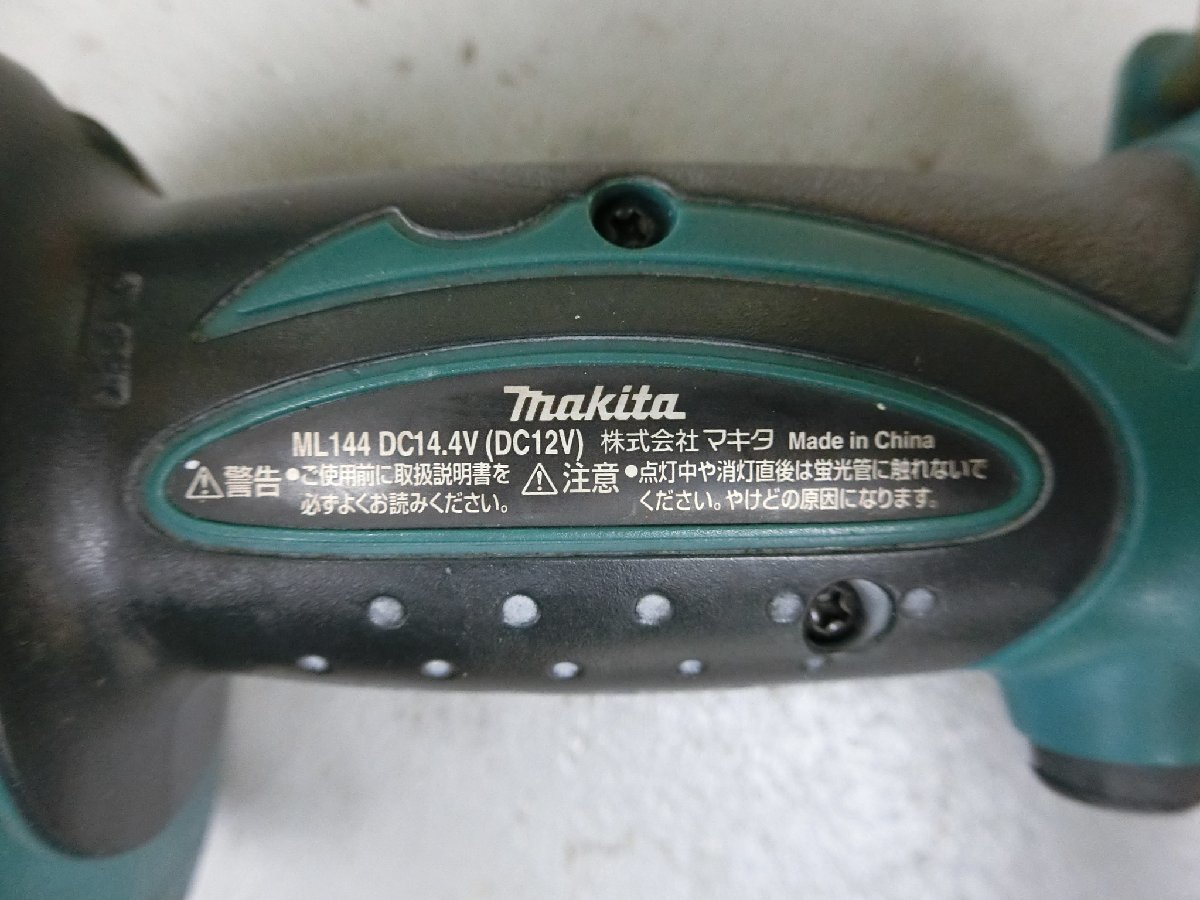 makita
ML144 DC14.4V (DC12V) 株式会社 マキタ Made in China
⚠警告 ●ご使用前に取扱説明書を必ずよくお読みください。
⚠注意 ●点灯中や消灯直後は蛍光管に触れないでください。やけどの原因になります。